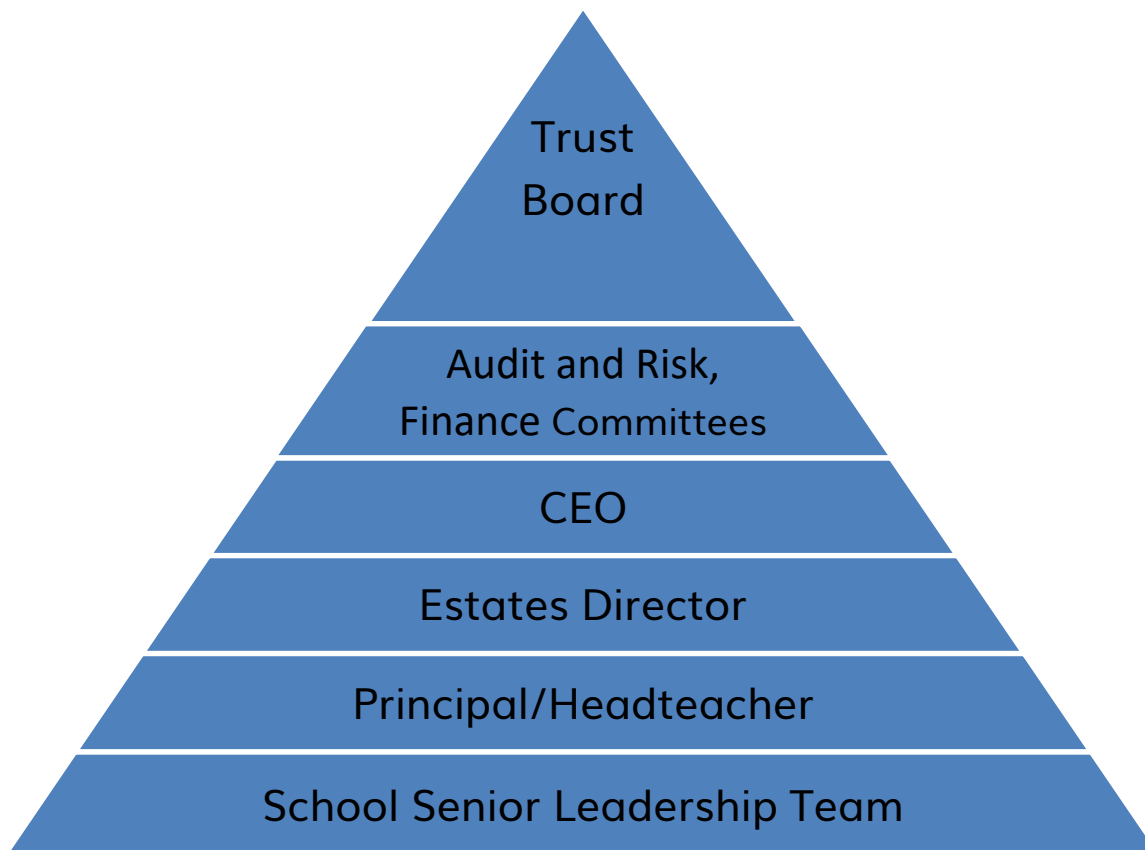 Trust
Board
Audit and Risk,
Finance Committees
CEO
Estates Director
Principal/Headteacher
School Senior Leadership Team